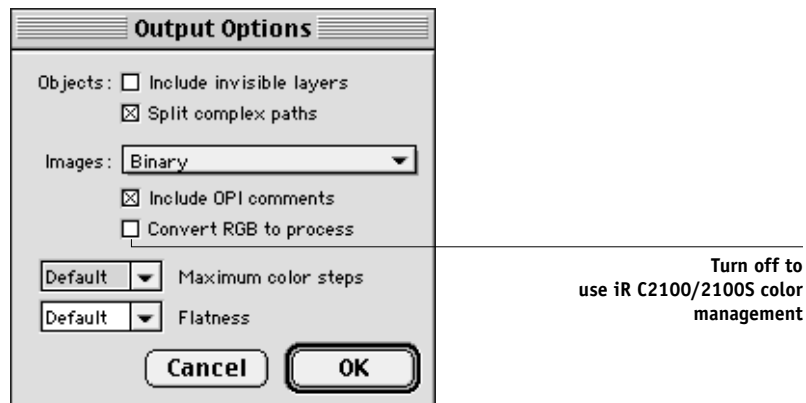 Output Options
Objects: Include invisible layers
Split complex paths
Images: Binary
Include OPI comments
Convert RGB to process
Default Maximum color steps
Default Flatness
Cancel OK
Turn off to
use iR C2100/2100S color
management